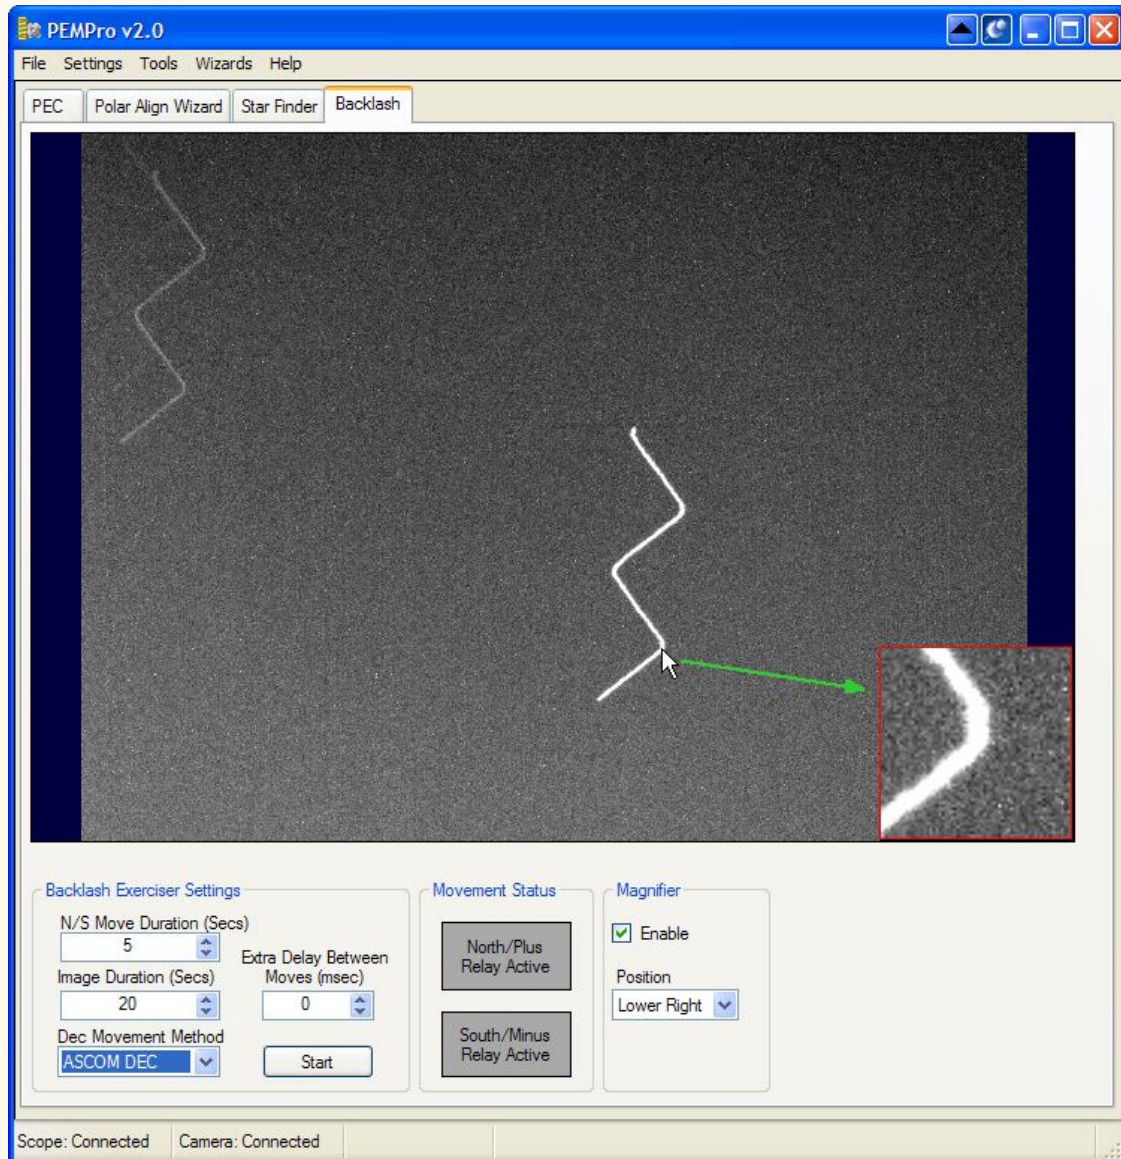 PEMPro v2.0
File Settings Tools Wizards Help
PEC Polar Align Wizard Star Finder Backlash
Backlash Exerciser Settings
N/S Move Duration (Secs)
5
Image Duration (Secs)
20
Extra Delay Between
Moves (msec)
0
Dec Movement Method
ASCOM DEC
Start
Movement Status
North/Plus
Relay Active
South/Minus
Relay Active
Magnifier
Enable
Position
Lower Right
Scope: Connected Camera: Connected